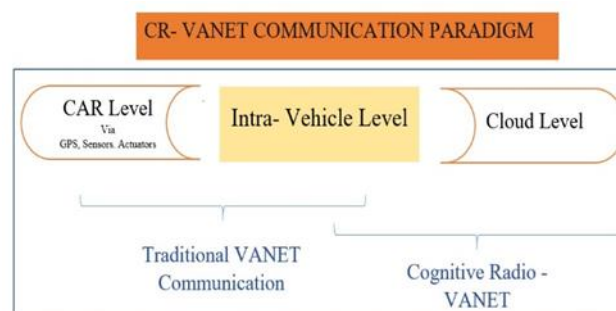 CR- VANET COMMUNICATION PARADIGM
CAR Level
Via
GPS, Sensors. Actuators
Intra- Vehicle Level
Cloud Level
Traditional VANET
Communication
Cognitive Radio -
VANET